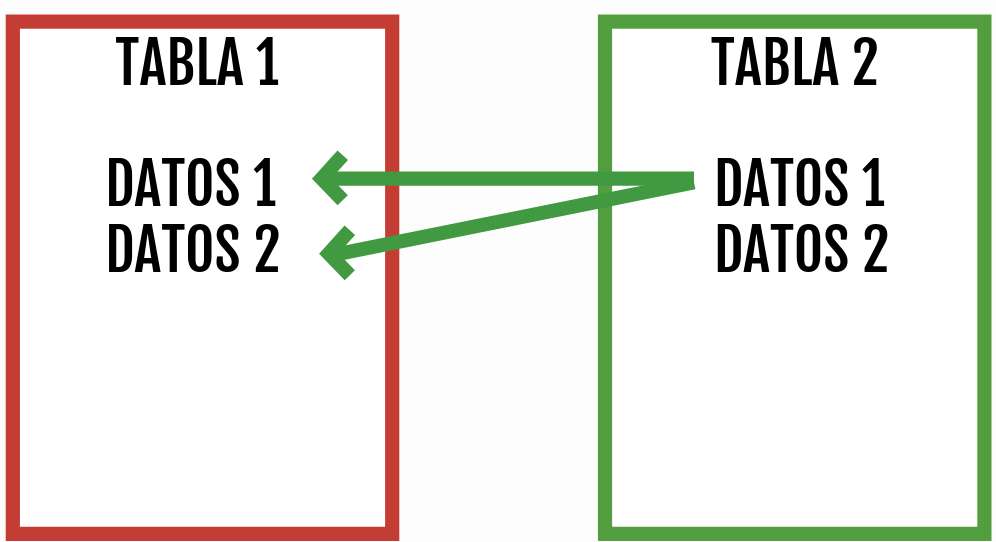 TABLA 1
DATOS 1
DATOS 2
TABLA 2
DATOS 1
DATOS 2